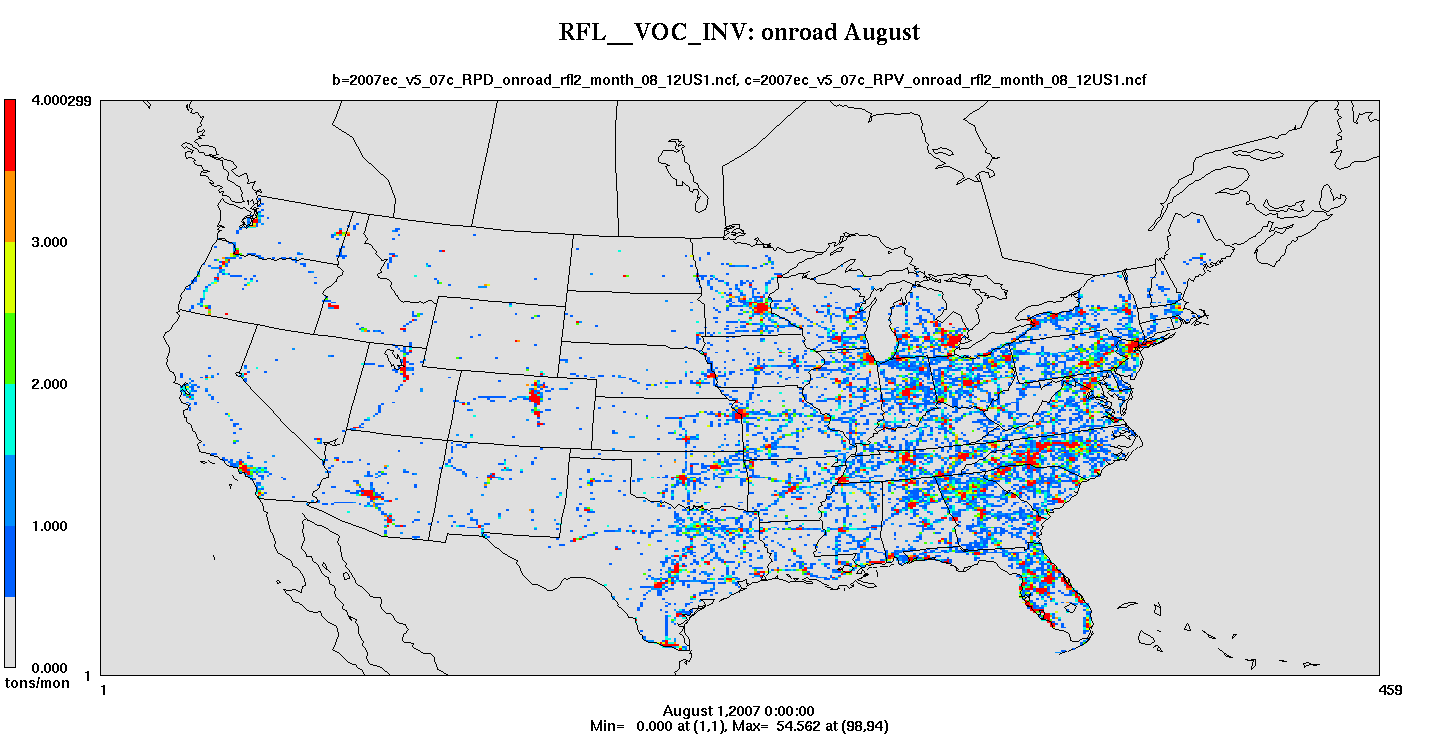 RFL__VOC_INV: onroad August
b=2007ec_v5_07c_RPD_onroad_rfl2_month_08_12US1.ncf, c=2007ec_v5_07c_RPV_onroad_rfl2_month_08_12US1.ncf
4.000
299
3.000
2.000
1.000
0.000
tons/mon
1
1
459
August 1,2007 0:00:00
Min= 0.000 at (1,1), Max= 54.562 at (98,94)